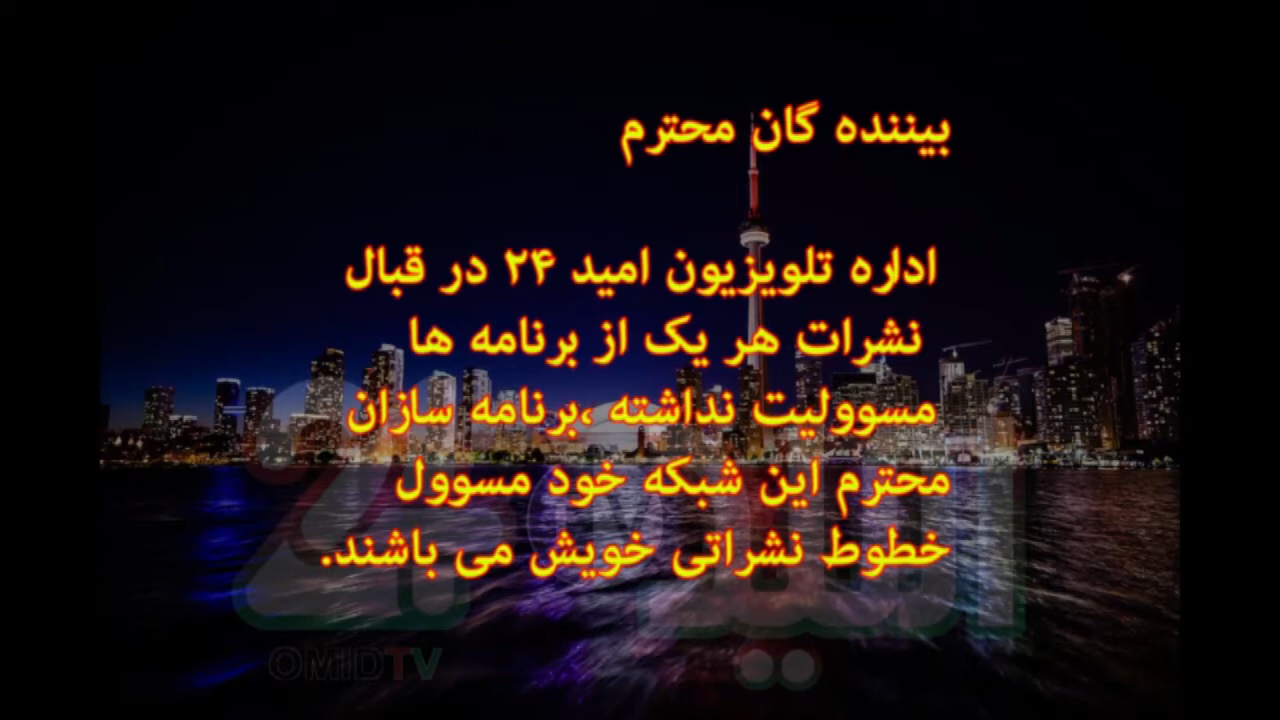 بیننده گان محترم
اداره تلویزیون امید ۲۴ در قبال
نشرات هر یک از برنامه ها
مسوولیت نداشته ،برنامه سازان
محترم این شبکه خود مسوول
خطوط نشراتی خویش می باشند.
امید
OMIDTV